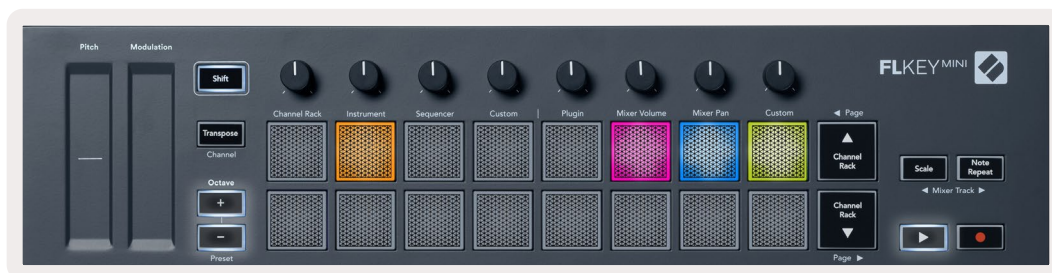 Pitch Modulation
Shift
FLKEY MINI
Channel Rack Instrument Sequencer Custom | Plugin Mixer Volume Mixer Pan Custom ◀ Page
Transpose
Channel
▲
Channel
Rack
Scale
Note
Repeat
◀ Mixer Track ▶
Octave
+
−
Preset
Channel
Rack
▼
Page ▶